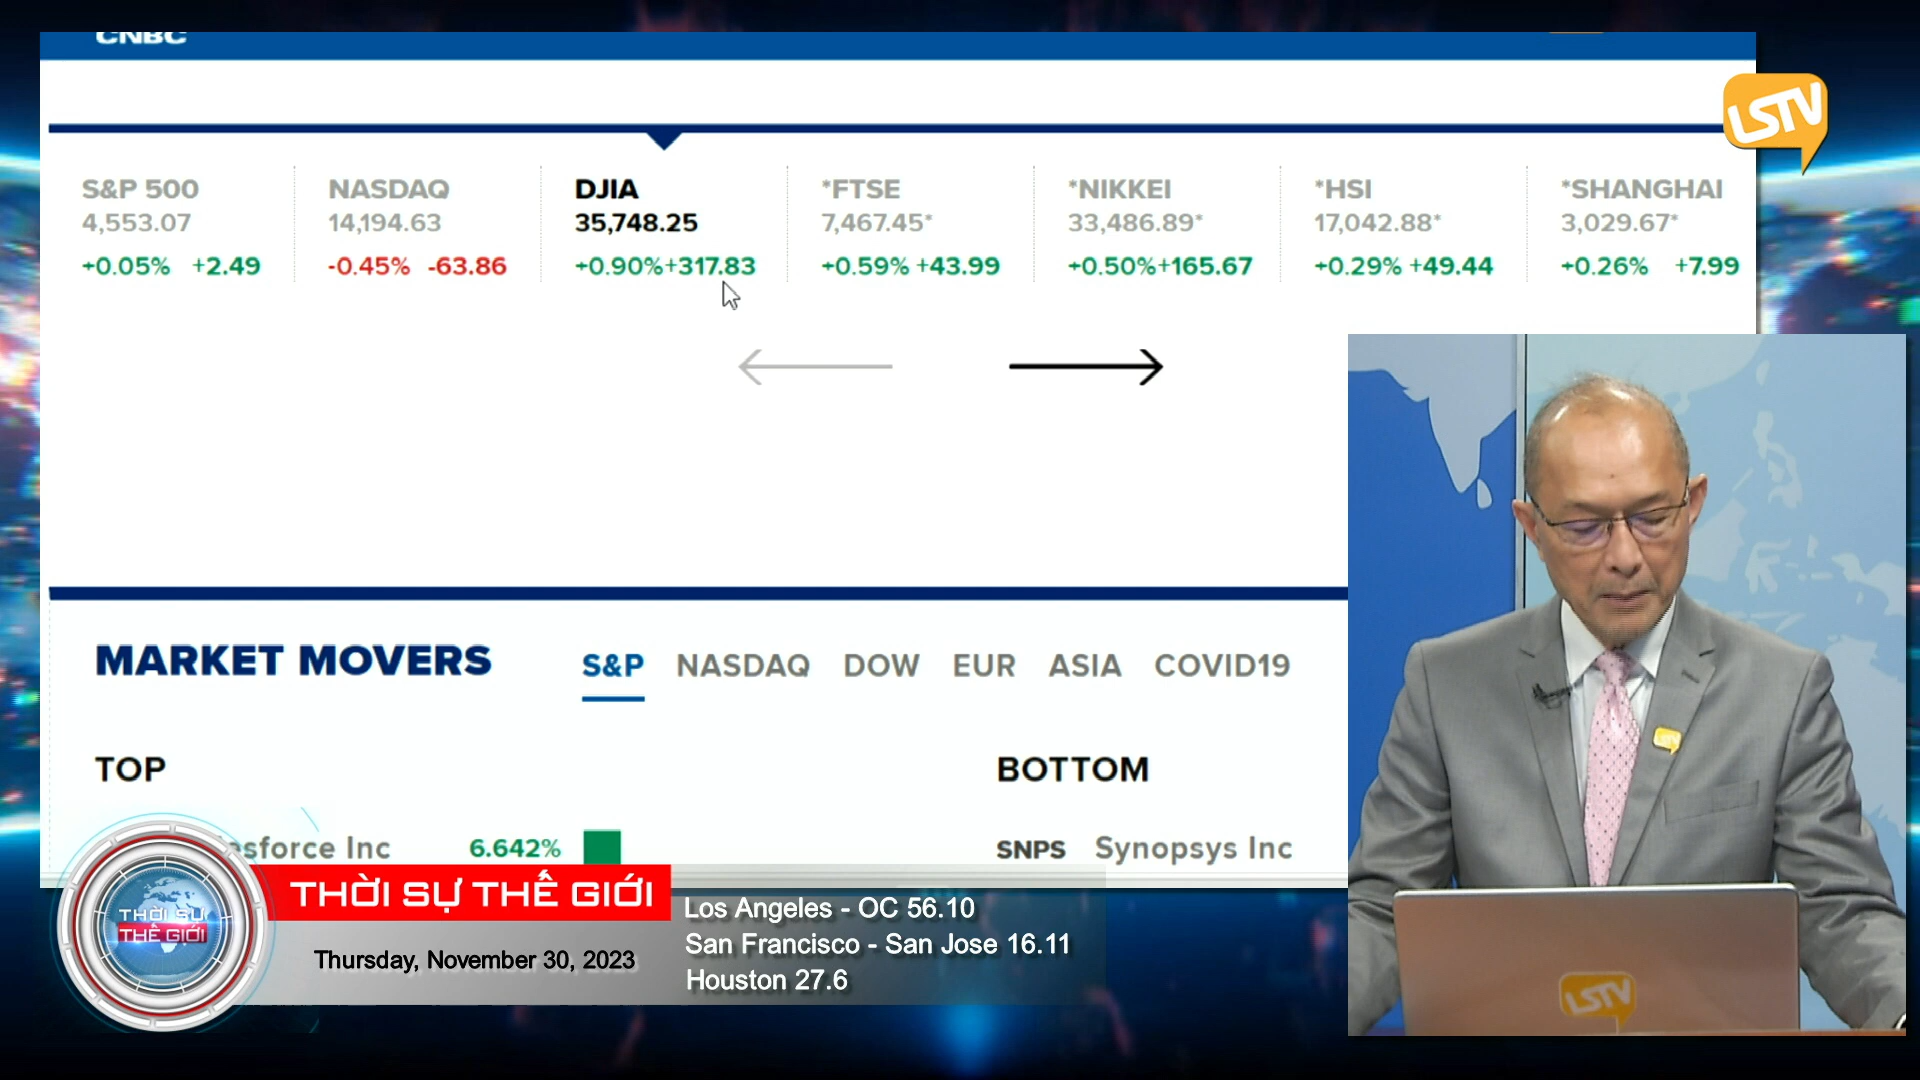 CNBC
LSTV
S&P 500
4,553.07
+0.05% +2.49
NASDAQ
14,194.63
-0.45% -63.86
DJIA
35,748.25
+0.90%+317.83
*FTSE
7,467.45*
+0.59% +43.99
*NIKKEI
33,486.89*
+0.50%+165.67
*HSI
17,042.88*
+0.29% +49.44
*SHANGHAI
3,029.67*
+0.26% +7.99
MARKET MOVERS
S&P NASDAQ DOW EUR ASIA COVID19
TOP
BOTTOM
esforce Inc 6.642%
SNPS Synopsys Inc
LSTV
LSTV
THỜI SỰ
THẾ GIỚI
THỜI SỰ THẾ GIỚI
Thursday, November 30, 2023
Los Angeles - OC 56.10
San Francisco - San Jose 16.11
Houston 27.6